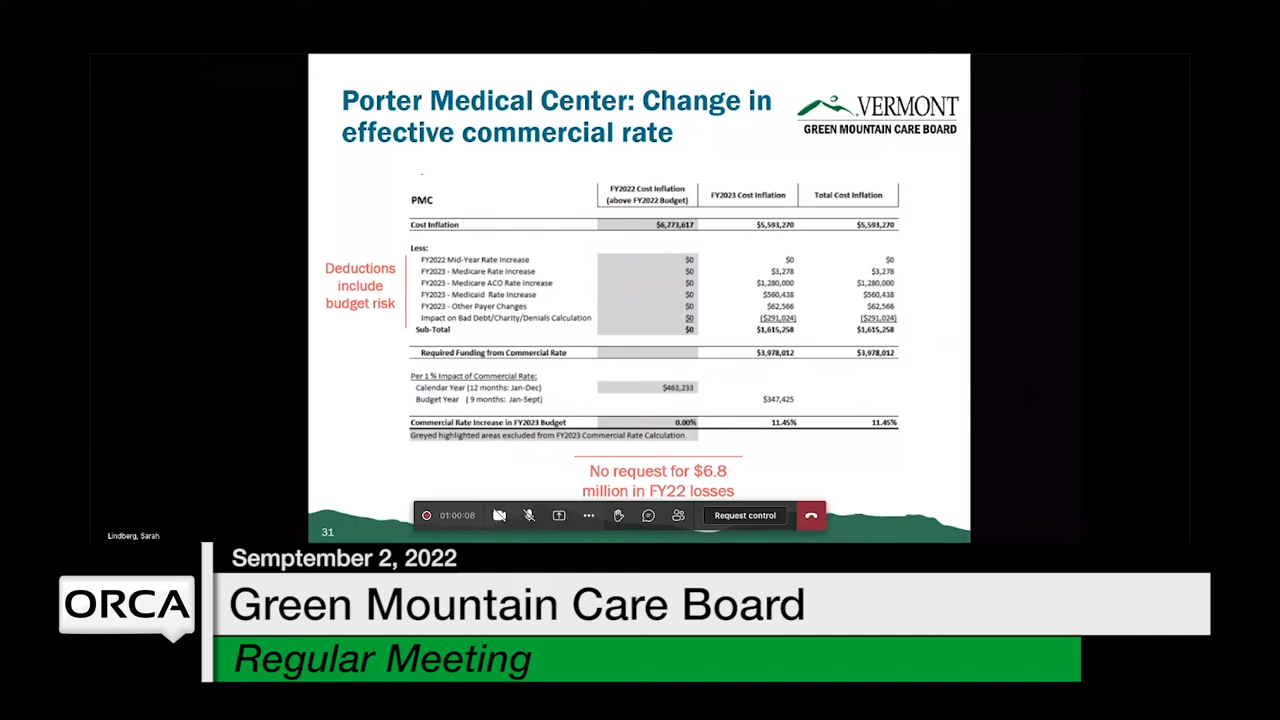 Porter Medical Center: Change in
effective commercial rate
VERMONT
GREEN MOUNTAIN CARE BOARD
PMC
FY2022 Cost Inflation
(above FY2022 Budget)
FY2023 Cost Inflation
Total Cost Inflation
Cost Inflation $6,773,617 $5,593,270 $5,593,270
Less:
FY2022 Mid-Year Rate Increase $0 $0 $0
FY2023 - Medicare Rate Increase $0 $3,278 $3,278
FY2023 - Medicare ACO Rate Increase $0 $1,280,000 $1,280,000
FY2023 - Medicaid Rate Increase $0 $560,438 $560,438
FY2023 - Other Payer Changes $0 $62,566 $62,566
Impact on Bad Debt/Charity/Denials Calculation $0 ($291,024) ($291,024)
Sub-Total $0 $1,615,258 $1,615,258
Deductions
include
budget risk
Required Funding from Commercial Rate $3,978,012 $3,978,012
Per 1 % Impact of Commercial Rate:
Calendar Year (12 months: Jan-Dec) $463,233
Budget Year ( 9 months: Jan-Sept) $347,425
Commercial Rate Increase in FY2023 Budget 0.00% 11.45% 11.45%
Greyed highlighted areas excluded from FY2023 Commercial Rate Calculation
No request for $6.8
million in FY22 losses
01:00:08
Request control
31
Lindberg, Sarah
Semptember 2, 2022
ORCA
Green Mountain Care Board
Regular Meeting